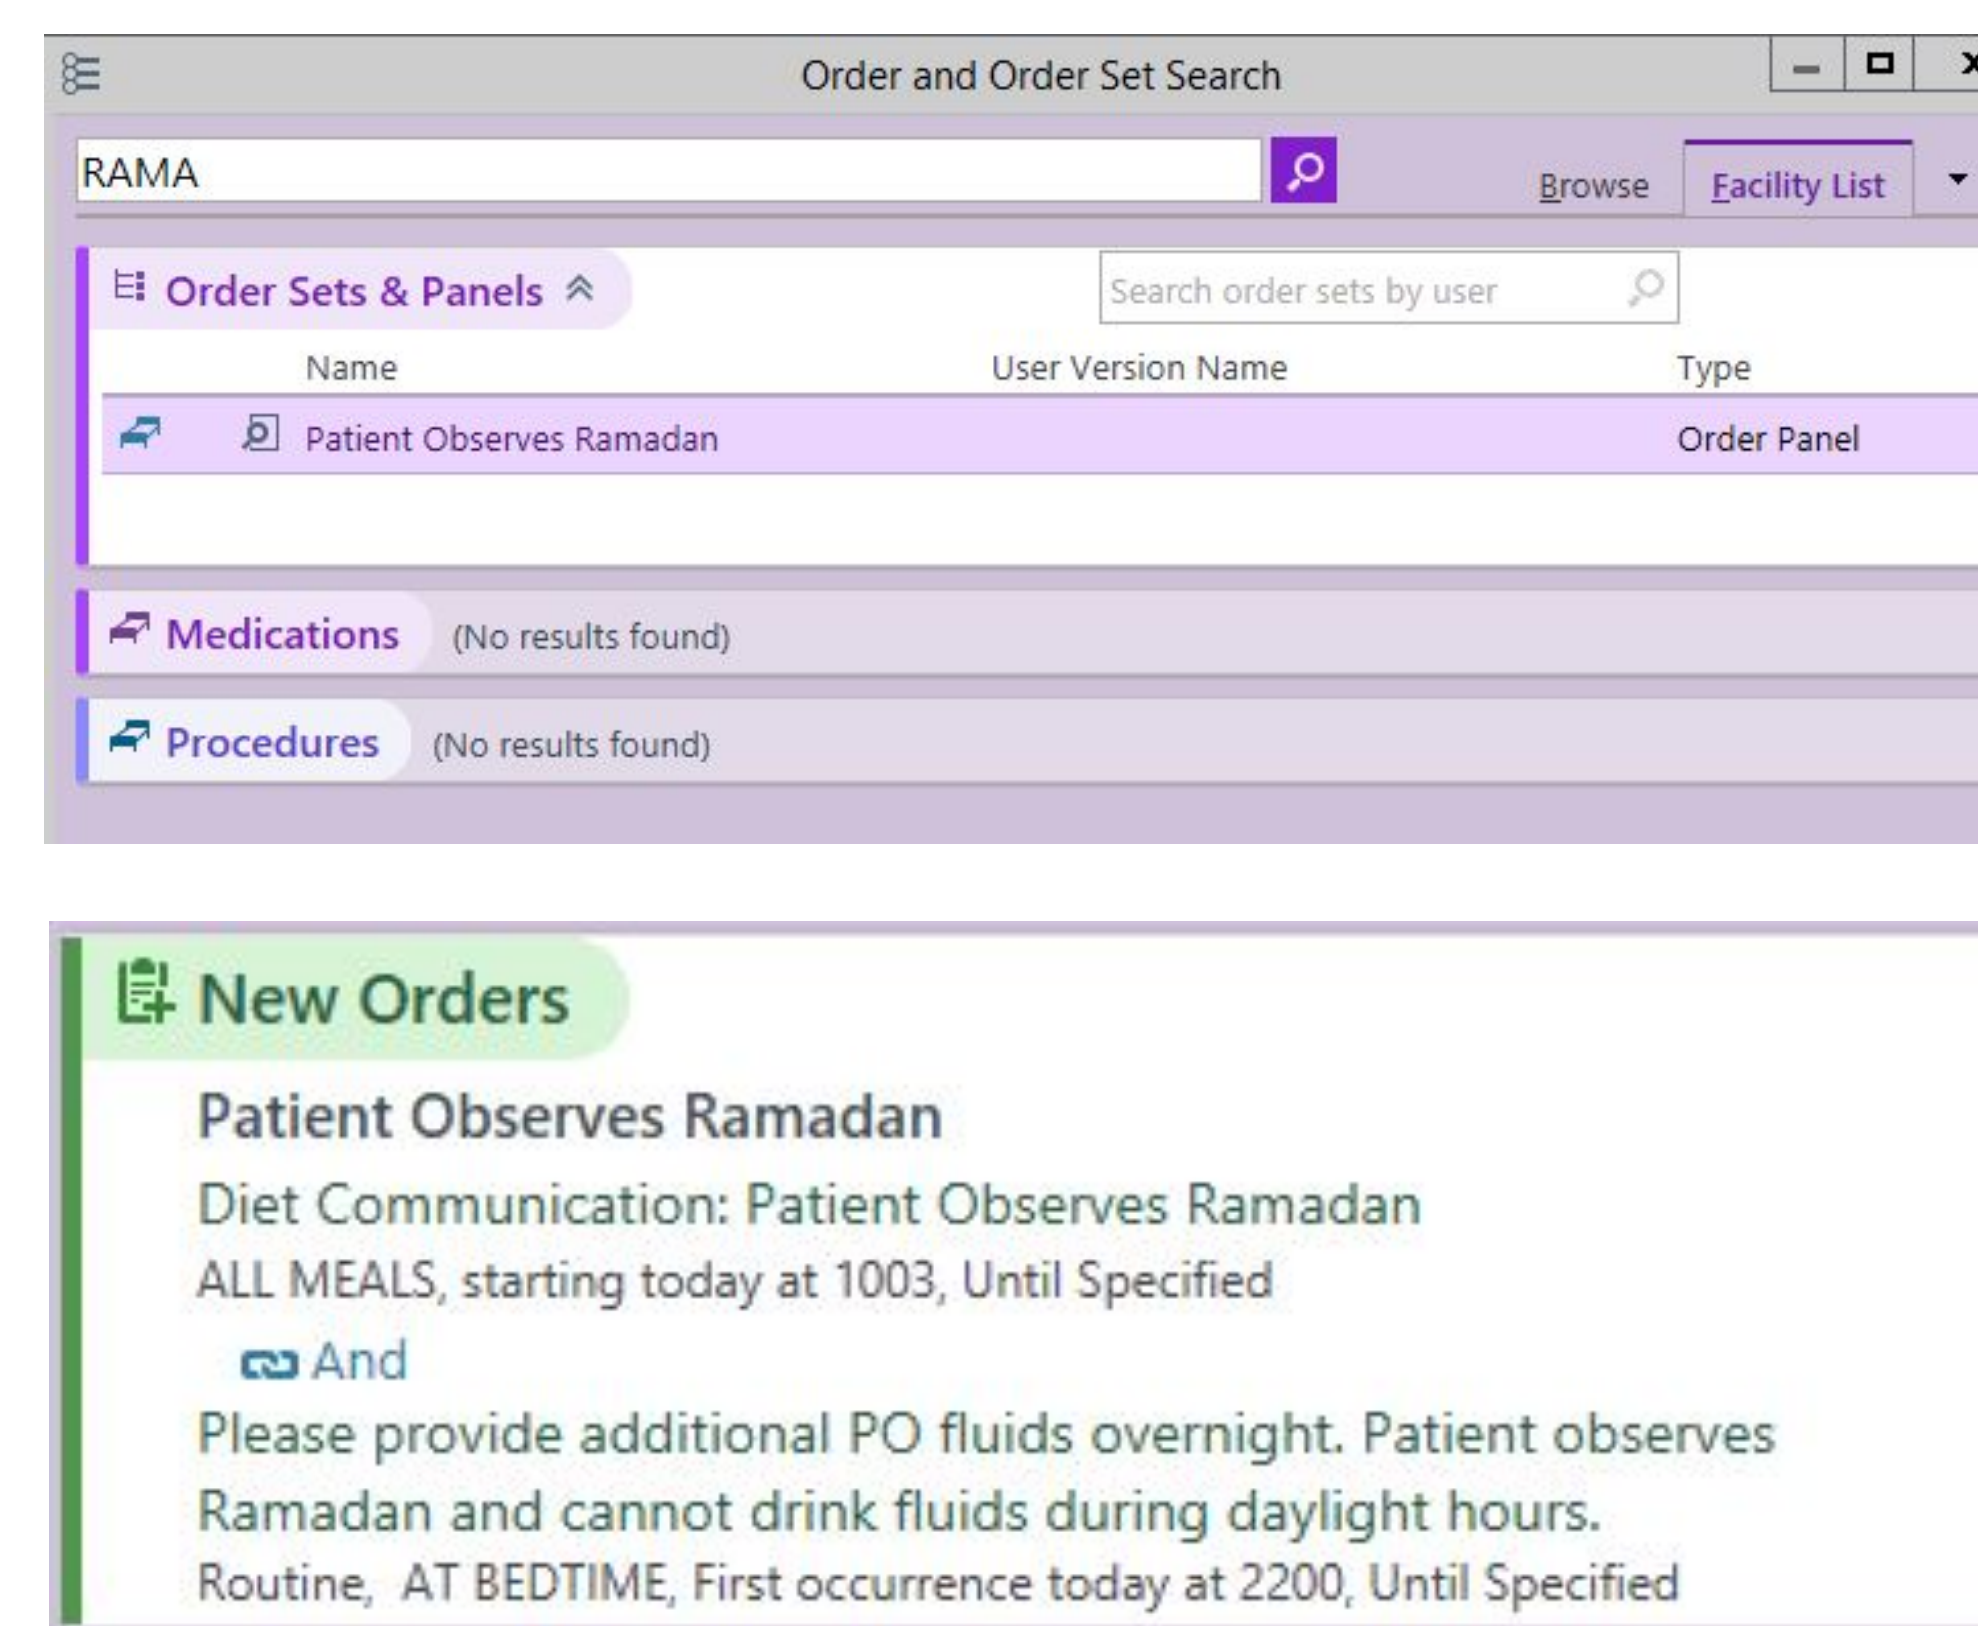 Order and Order Set Search
RAMA
Browse
Facility List
Order Sets & Panels
Search order sets by user
Name User Version Name Type
Patient Observes Ramadan Order Panel
Medications (No results found)
Procedures (No results found)
New Orders
Patient Observes Ramadan
Diet Communication: Patient Observes Ramadan
ALL MEALS, starting today at 1003, Until Specified
And
Please provide additional PO fluids overnight. Patient observes
Ramadan and cannot drink fluids during daylight hours.
Routine, AT BEDTIME, First occurrence today at 2200, Until Specified